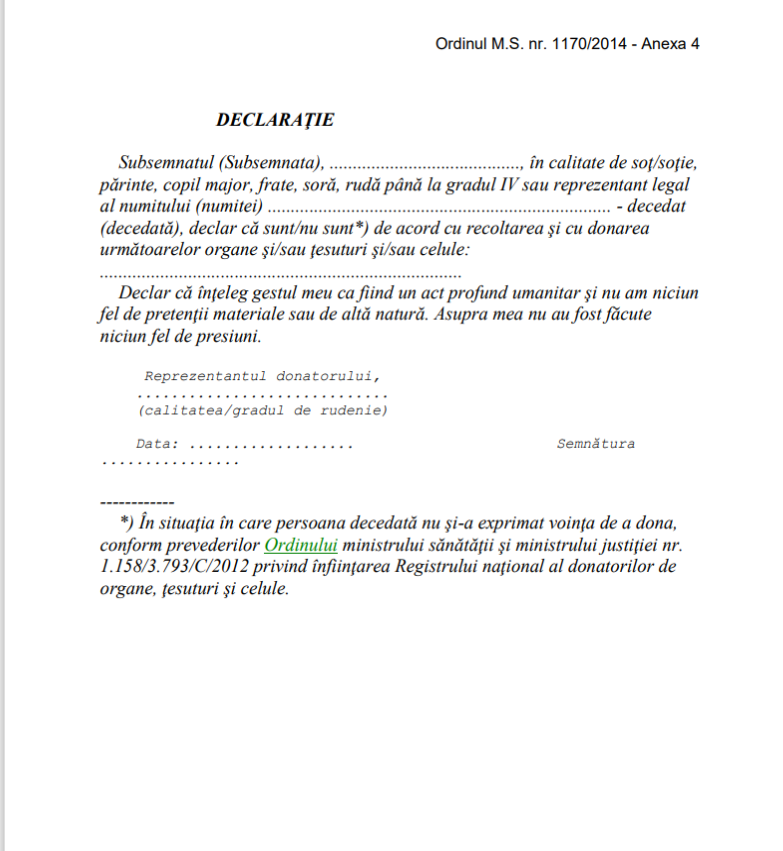 Ordinul M.S. nr. 1170/2014 - Anexa 4
DECLARAŢIE
Subsemnatul (Subsemnata), ........................................., în calitate de soţ/soţie,
părinte, copil major, frate, soră, rudă până la gradul IV sau reprezentant legal
al numitului (numitei) .......................................................................... - decedat
(decedată), declar că sunt/nu sunt*) de acord cu recoltarea şi cu donarea
următoarelor organe şi/sau ţesuturi şi/sau celule:
..............................................................................
Declar că înţeleg gestul meu ca fiind un act profund umanitar şi nu am niciun
fel de pretenţii materiale sau de altă natură. Asupra mea nu au fost făcute
niciun fel de presiuni.
Reprezentantul donatorului,
.............................
(calitatea/gradul de rudenie)
Data: ................... Semnătura
................
------------
*) În situaţia în care persoana decedată nu şi-a exprimat voinţa de a dona,
conform prevederilor Ordinului ministrului sănătăţii şi ministrului justiţiei nr.
1.158/3.793/C/2012 privind înfiinţarea Registrului naţional al donatorilor de
organe, ţesuturi şi celule.